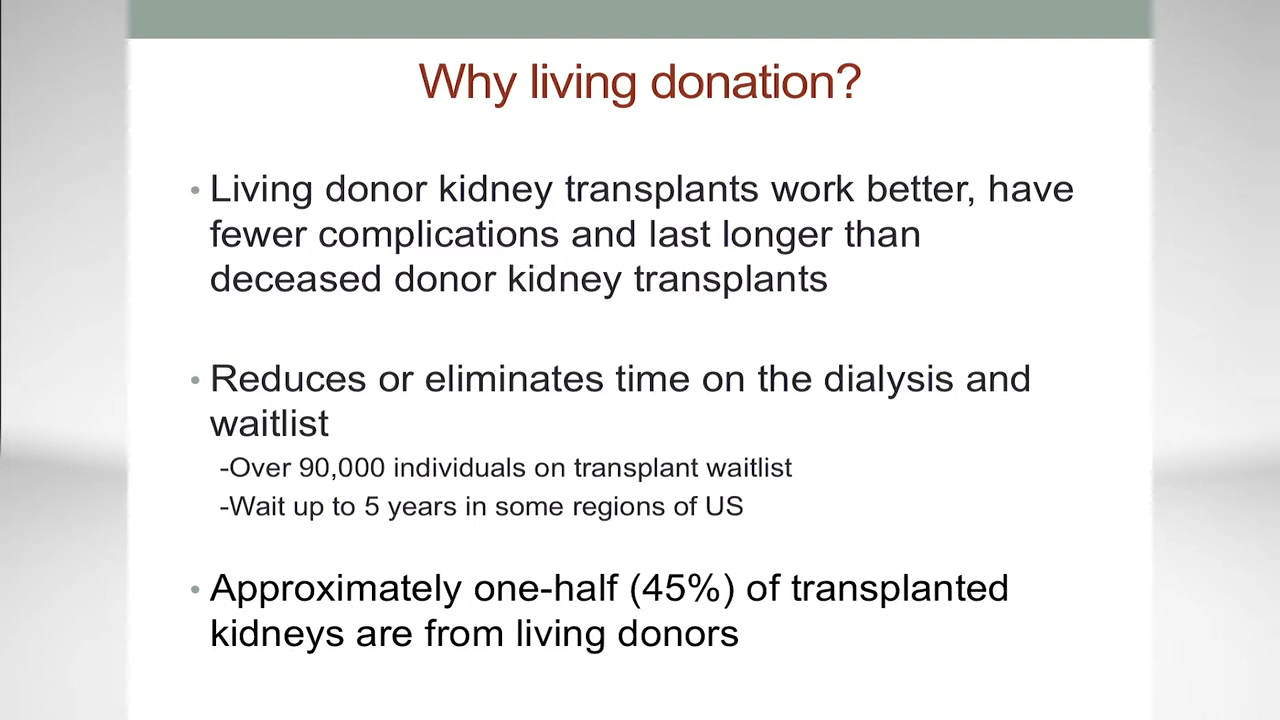 Why living donation?
• Living donor kidney transplants work better, have
fewer complications and last longer than
deceased donor kidney transplants
• Reduces or eliminates time on the dialysis and
waitlist
-Over 90,000 individuals on transplant waitlist
-Wait up to 5 years in some regions of US
• Approximately one-half (45%) of transplanted
kidneys are from living donors